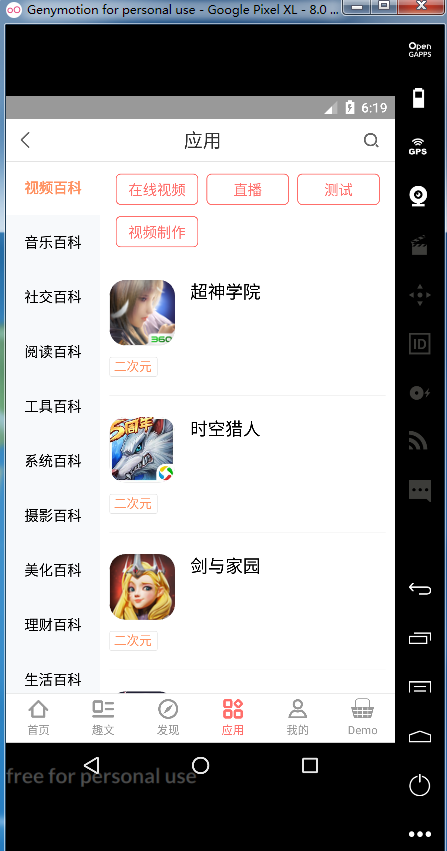 Genymotion for personal use - Google Pixel XL - 8.0 ...
Open
GAPPS
6:19
应用
GPS
视频百科
在线视频 直播 测试
视频制作
音乐百科
社交百科
阅读百科
工具百科
系统百科
摄影百科
美化百科
理财百科
生活百科
超神学院
360
二次元
时空猎人
5周年
二次元
剑与家园
二次元
ID
首页 趣文 发现 应用 我的 Demo
free for personal use